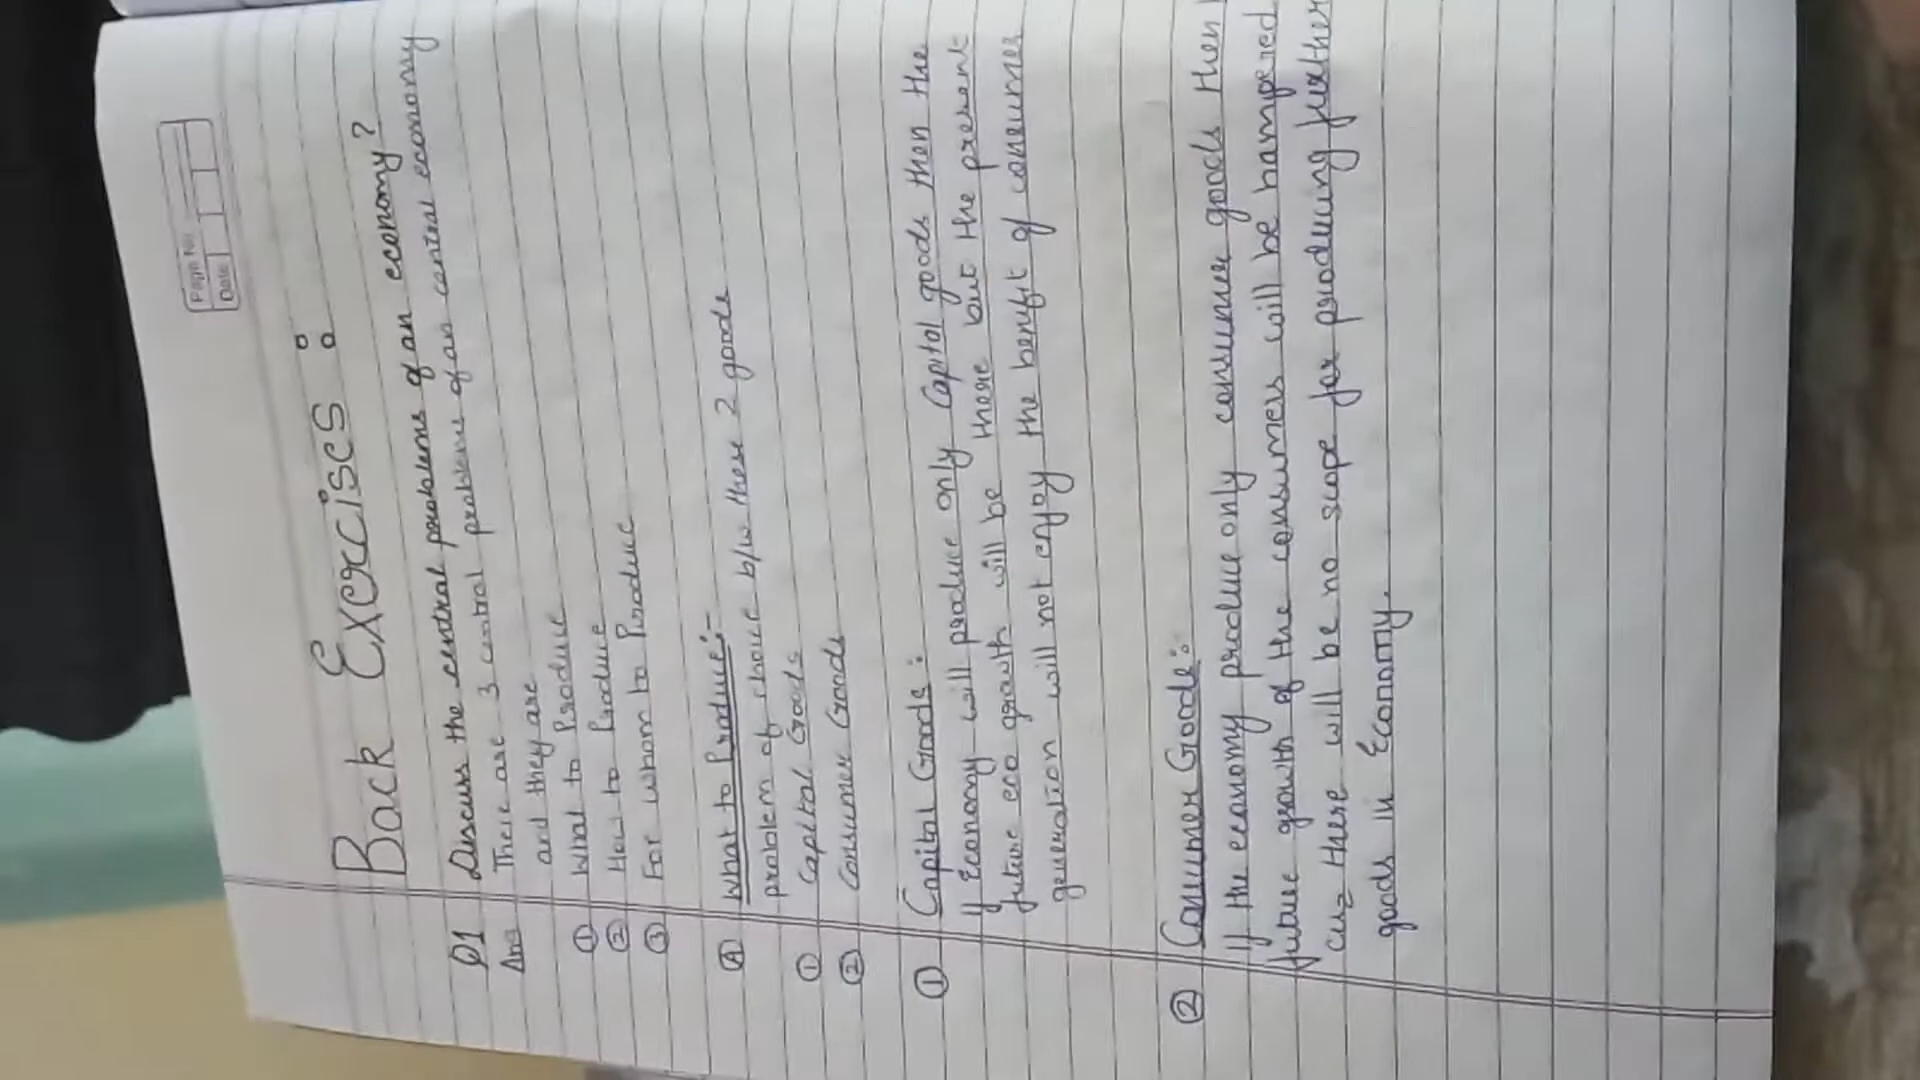 Page No.
Date
Back Exercises :
Q1 Discuss the central problems of an economy?
Ans There are 3 central problems of an central economy
and they are
① What to Produce
② How to Produce
③ For whom to Produce
Ⓐ What to Produce:-
problem of choice b/w these 2 goods
① Capital Goods
② Consumer Goods
① Capital Goods :
If Economy will produce only Capital goods then the
future eco growth will be there but the present
generation will not enjoy the benefit of consumer
② Consumer Goods :
If the economy produce only consumer goods then
future growth of the consumers will be hampered
cuz there will be no scope for producing further
goods in Economy.